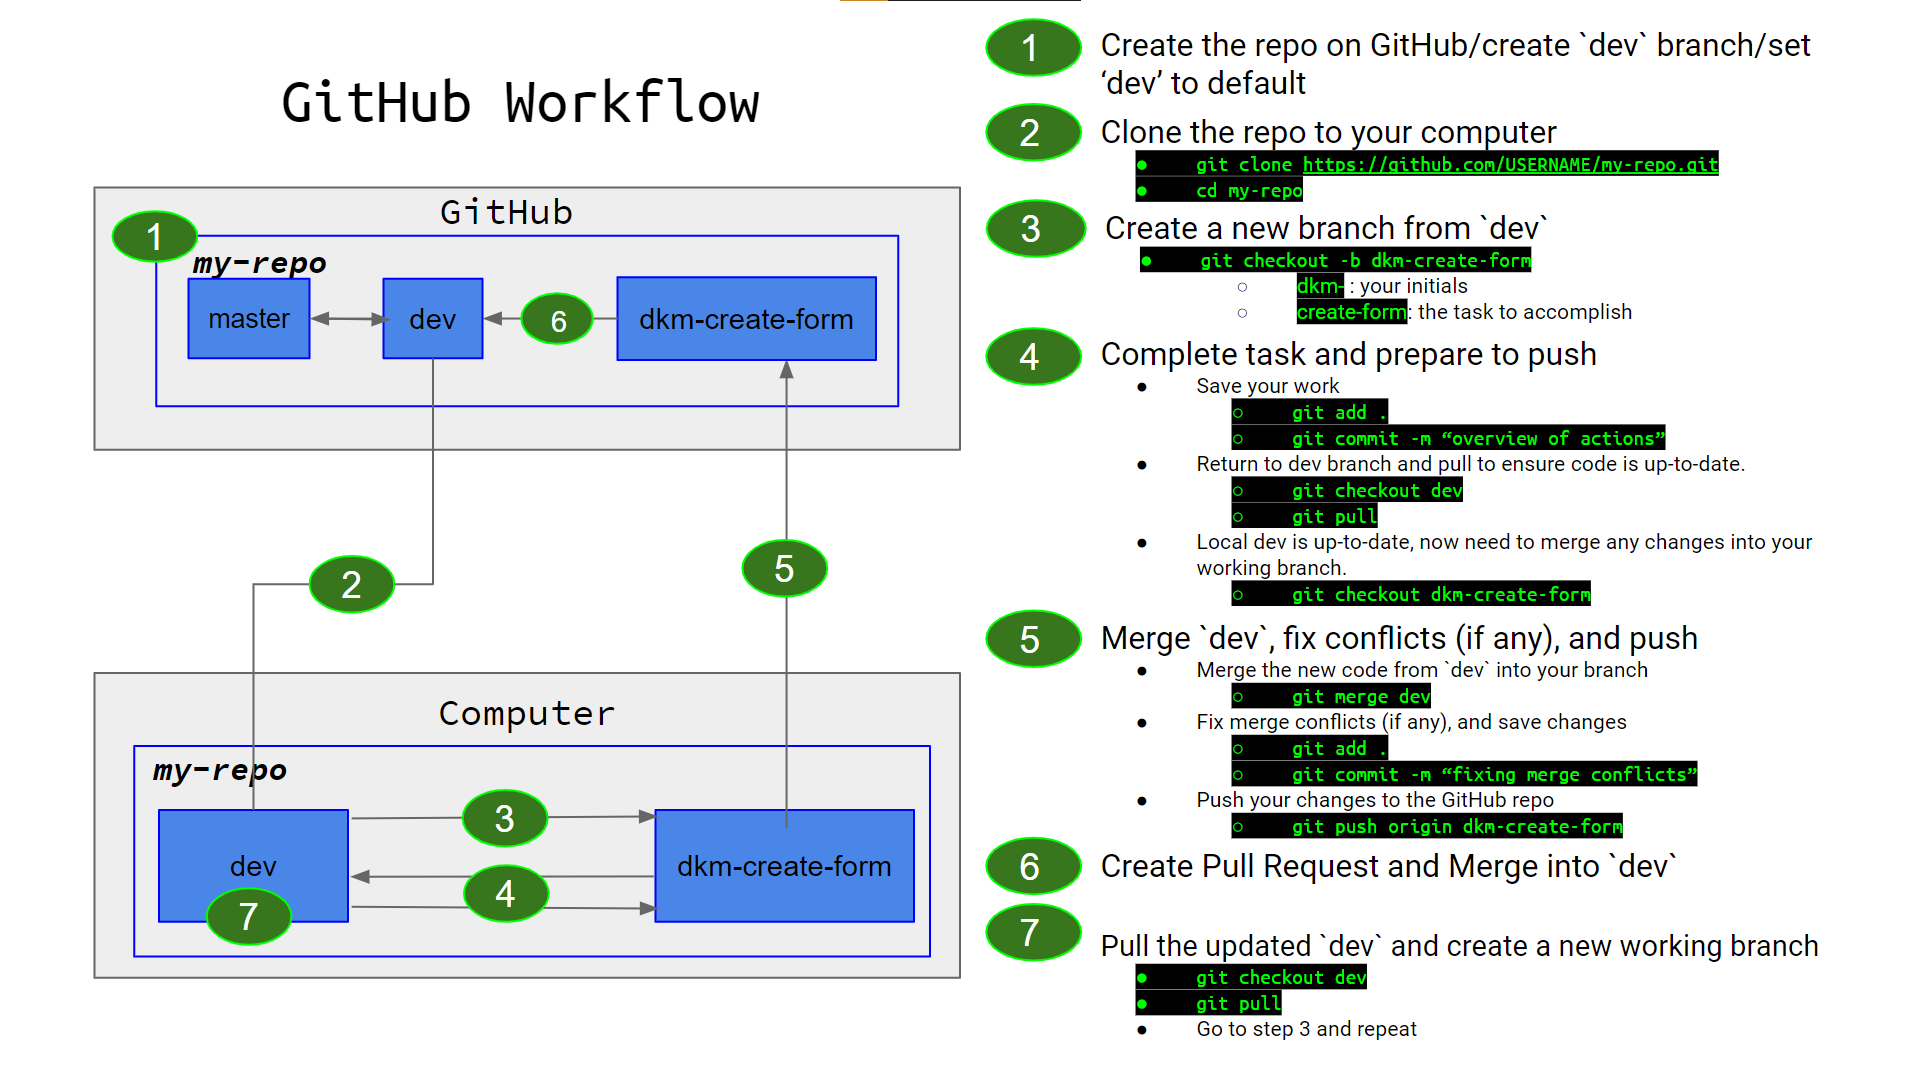 GitHub Workflow
GitHub
1
my-repo
master
dev
6
dkm-create-form
2
5
Computer
my-repo
3
dev
dkm-create-form
4
7
1 Create the repo on GitHub/create `dev` branch/set
‘dev’ to default
2 Clone the repo to your computer
● git clone https://github.com/USERNAME/my-repo.git
● cd my-repo
3 Create a new branch from `dev`
● git checkout -b dkm-create-form
○ dkm- : your initials
○ create-form: the task to accomplish
4 Complete task and prepare to push
● Save your work
○ git add .
○ git commit -m “overview of actions”
● Return to dev branch and pull to ensure code is up-to-date.
○ git checkout dev
○ git pull
● Local dev is up-to-date, now need to merge any changes into your
working branch.
○ git checkout dkm-create-form
5 Merge `dev`, fix conflicts (if any), and push
● Merge the new code from `dev` into your branch
○ git merge dev
● Fix merge conflicts (if any), and save changes
○ git add .
○ git commit -m “fixing merge conflicts”
● Push your changes to the GitHub repo
○ git push origin dkm-create-form
6 Create Pull Request and Merge into `dev`
7 Pull the updated `dev` and create a new working branch
● git checkout dev
● git pull
● Go to step 3 and repeat